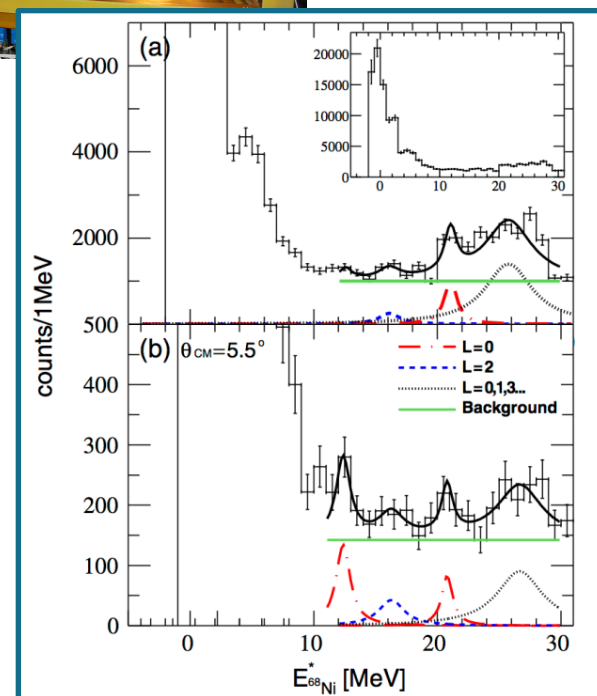 (a)
6000
4000
2000
20000
15000
10000
5000
0
0 10 20 30
counts/1MeV
500
(b) θCM=5.5°
L=0
L=2
L=0,1,3...
Background
400
300
200
100
0
0 10 20 30
E*68Ni [MeV]